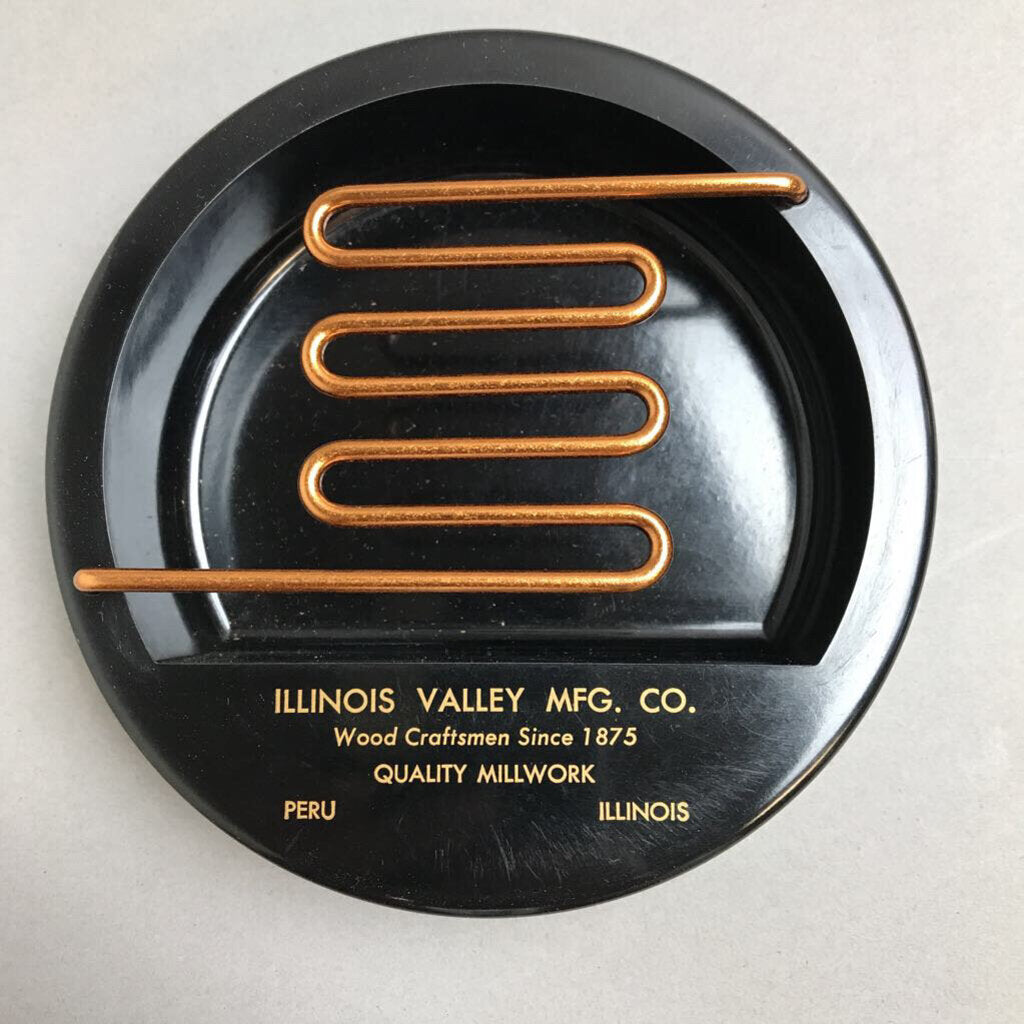 ILLINOIS VALLEY MFG. CO.
Wood Craftsmen Since 1875
QUALITY MILLWORK
PERU ILLINOIS